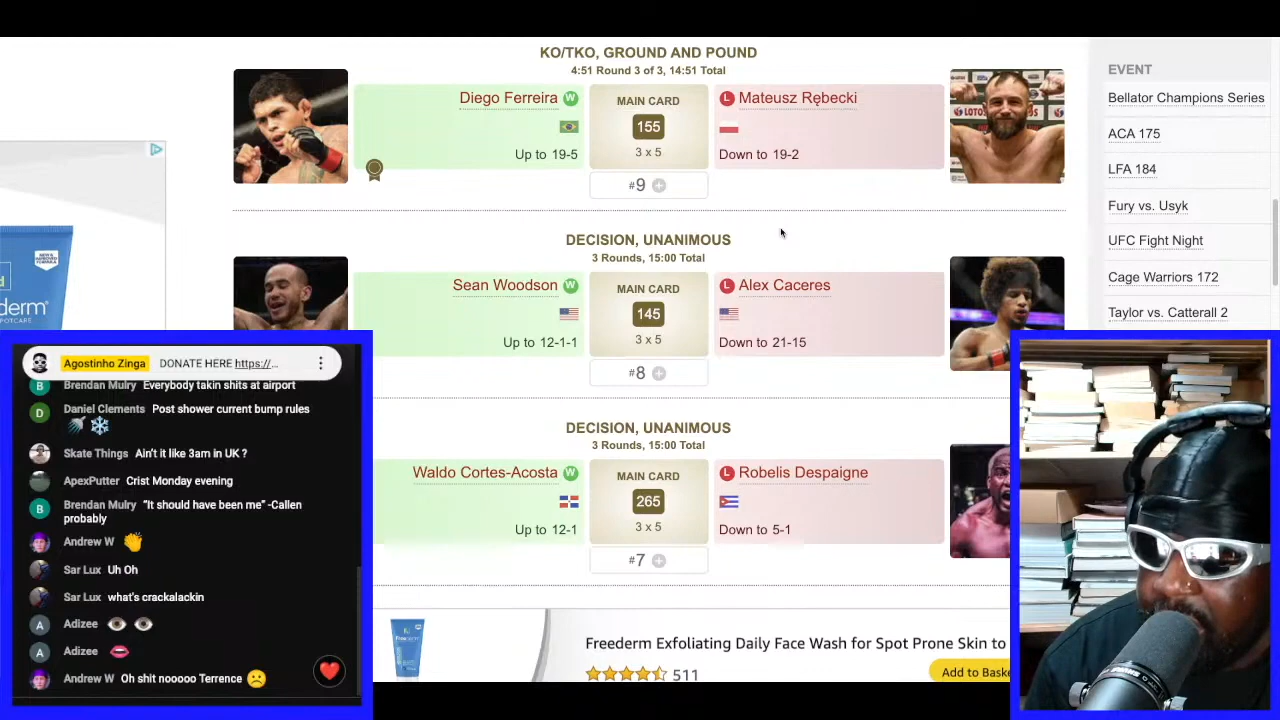 KO/TKO, GROUND AND POUND
4:51 Round 3 of 3, 14:51 Total
Diego Ferreira W
MAIN CARD
L Mateusz Rębecki
155
Up to 19-5
3 x 5
Down to 19-2
#9
DECISION, UNANIMOUS
3 Rounds, 15:00 Total
Sean Woodson W
MAIN CARD
L Alex Caceres
145
Up to 12-1-1
3 x 5
Down to 21-15
#8
DECISION, UNANIMOUS
3 Rounds, 15:00 Total
Waldo Cortes-Acosta W
MAIN CARD
L Robelis Despaigne
265
Up to 12-1
3 x 5
Down to 5-1
#7
Freederm Exfoliating Daily Face Wash for Spot Prone Skin to
511
Add to Baske
EVENT
Bellator Champions Series
ACA 175
LFA 184
Fury vs. Usyk
UFC Fight Night
Cage Warriors 172
Taylor vs. Catterall 2
derm
Agostinho Zinga DONATE HERE https://...
B Brendan Mulry Everybody takin shits at airport
D Daniel Clements Post shower current bump rules 🚿 ❄️
Skate Things Ain't it like 3am in UK ?
ApexPutter Crist Monday evening
B Brendan Mulry "It should have been me" -Callen
probably
Andrew W 👏
Sar Lux Uh Oh
Sar Lux what's crackalackin
A Adizee 👁 👁
A Adizee 👄
Andrew W Oh shit nooooo Terrence ☹️